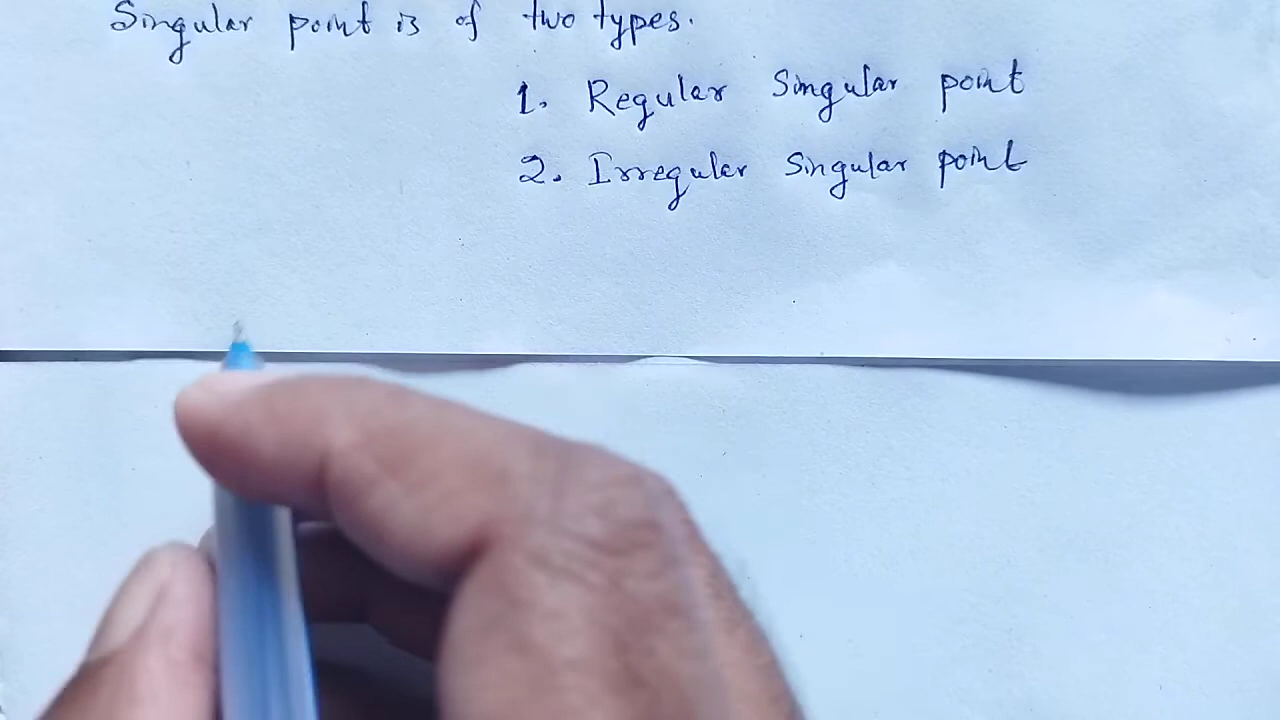 Singular point is of two types.
1. Regular Singular point
2. Irregular Singular point